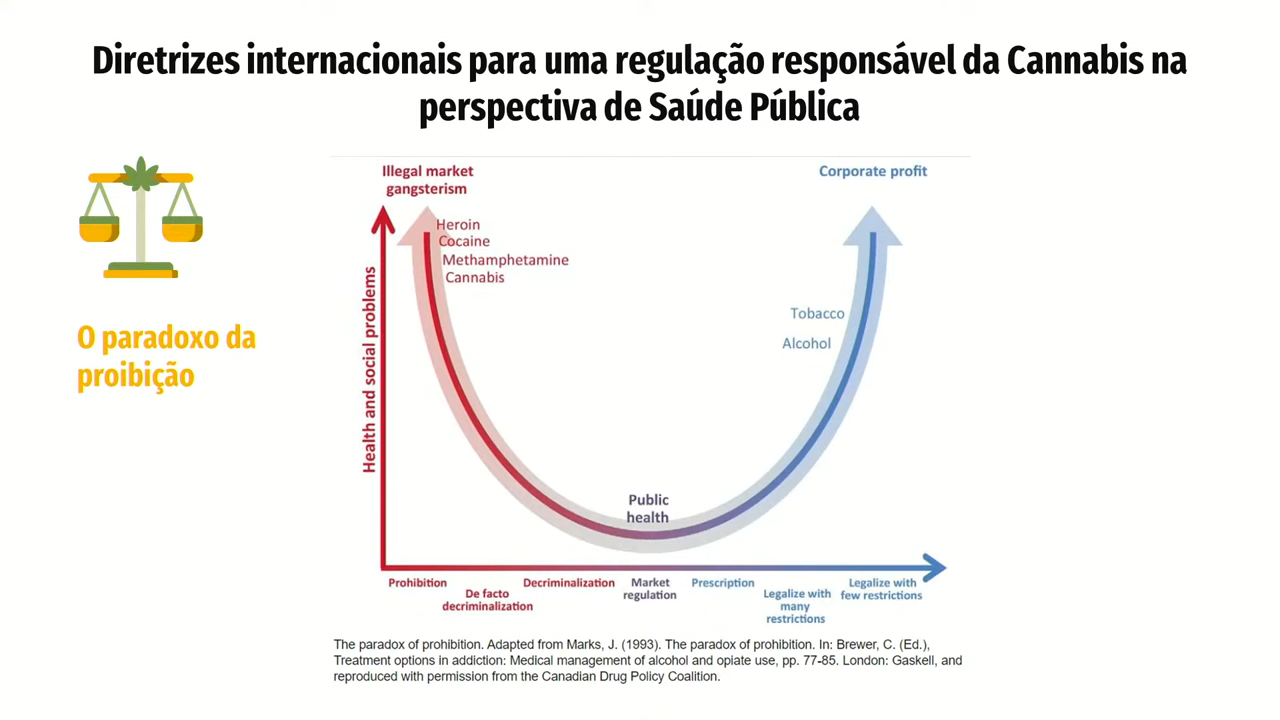 Diretrizes internacionais para uma regulação responsável da Cannabis na
perspectiva de Saúde Pública
O paradoxo da
proibição
Illegal market
gangsterism
Corporate profit
Heroin
Cocaine
Methamphetamine
Cannabis
Health and social problems
Tobacco
Alcohol
Public
health
Prohibition
De facto
decriminalization
Decriminalization
Market
regulation
Prescription
Legalize with
many
restrictions
Legalize with
few restrictions
The paradox of prohibition. Adapted from Marks, J. (1993). The paradox of prohibition. In: Brewer, C. (Ed.),
Treatment options in addiction: Medical management of alcohol and opiate use, pp. 77-85. London: Gaskell, and
reproduced with permission from the Canadian Drug Policy Coalition.